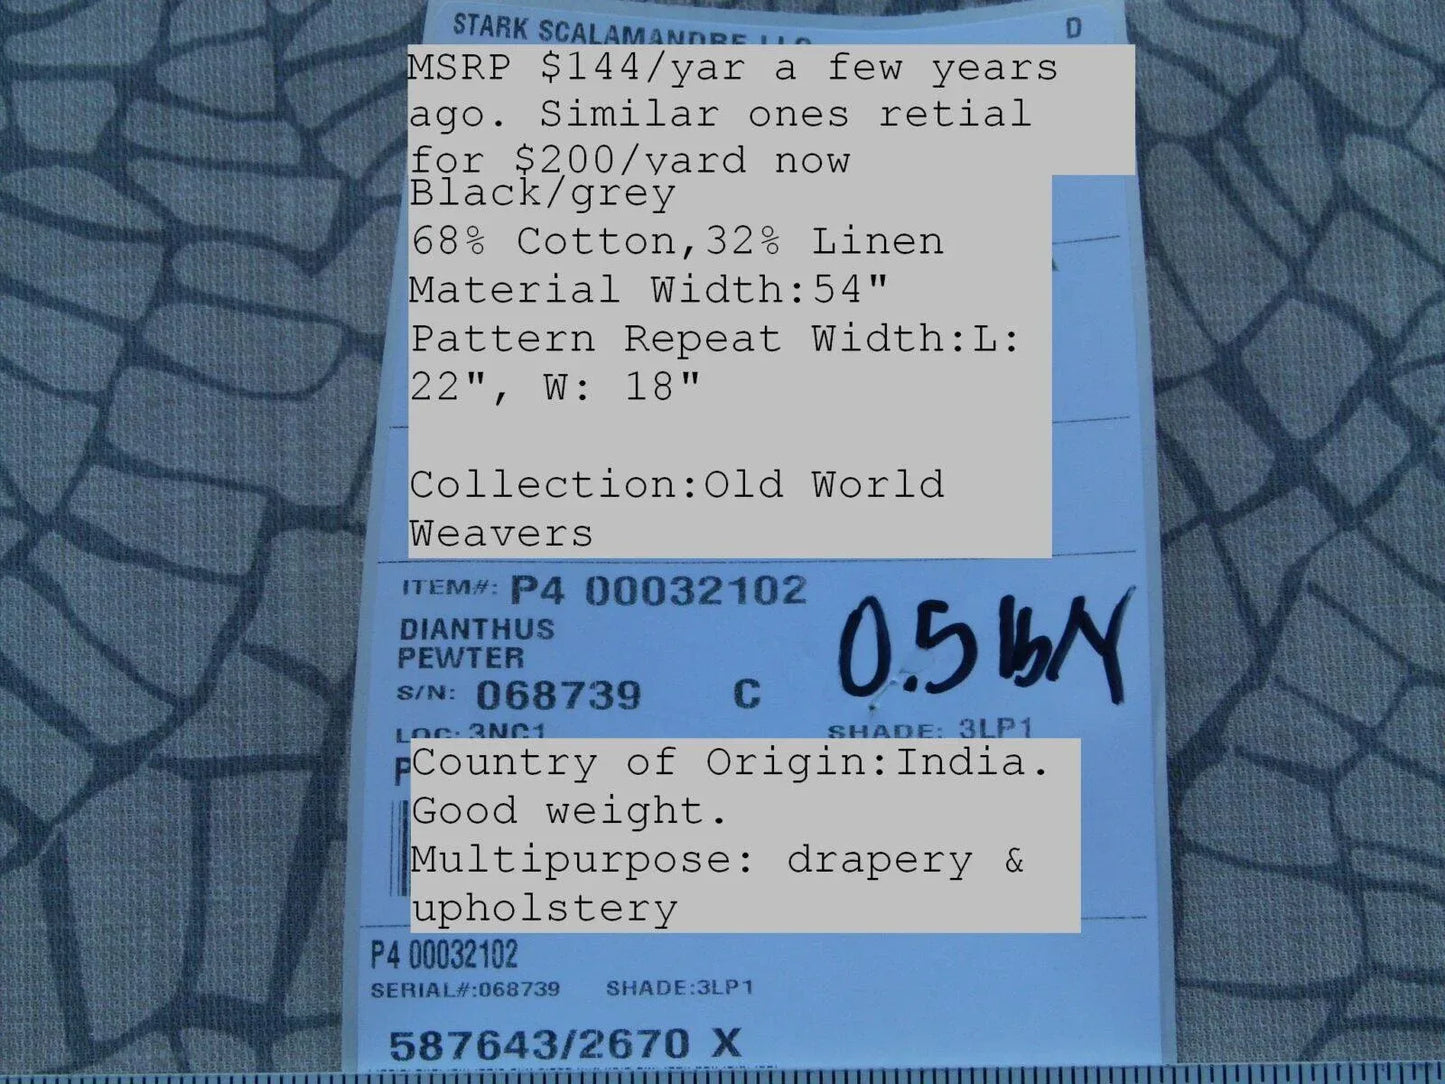 STARK SCALAMANDRE LLC D
MSRP $144/yar a few years
ago. Similar ones retial
for $200/yard now
Black/grey
68% Cotton,32% Linen
Material Width:54"
Pattern Repeat Width:L:
22", W: 18"
Collection:Old World
Weavers
ITEM#: P4 00032102
DIANTHUS
PEWTER
0.5 lb/Y
S/N: 068739 C
LOC: 3NC1 SHADE: 3LP1
Country of Origin:India.
Good weight.
Multipurpose: drapery &
upholstery
P4 00032102
SERIAL#:068739 SHADE:3LP1
587643/2670 X